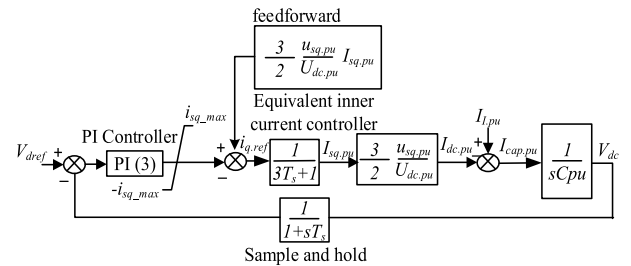 feedforward
3/2 u_sq.pu/U_dc.pu I_sq.pu
Equivalent inner
current controller
i_sq_max
PI Controller
V_dref
+
−
PI (3)
-i_sq_max
+
−
i_q.ref
1/3T_s+1
I_sq.pu
3/2 u_sq.pu/U_dc.pu
I_dc.pu
I_l.pu
+
−
I_cap.pu
1/sCpu
V_dc
1/1+sT_s
Sample and hold